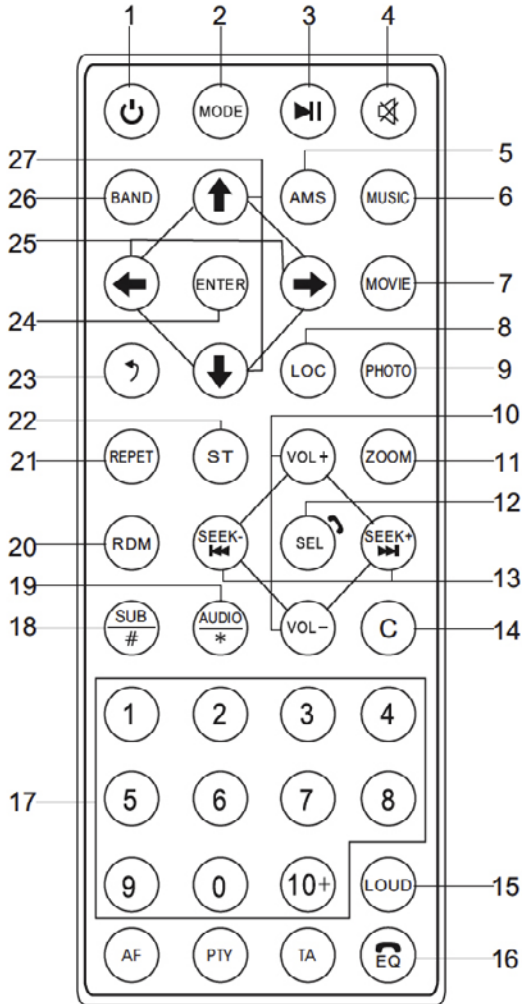 1 2 3 4
MODE
27
5
26 BAND AMS MUSIC 6
25
ENTER MOVIE 7
24
8
23 LOC PHOTO 9
22
10
21 REPET ST VOL+ ZOOM 11
12
20 RDM SEEK- SEL SEEK+
19
13
18 SUB
# AUDIO
* VOL- C 14
1 2 3 4
17 5 6 7 8
9 0 10+ LOUD 15
AF PTY TA EQ 16